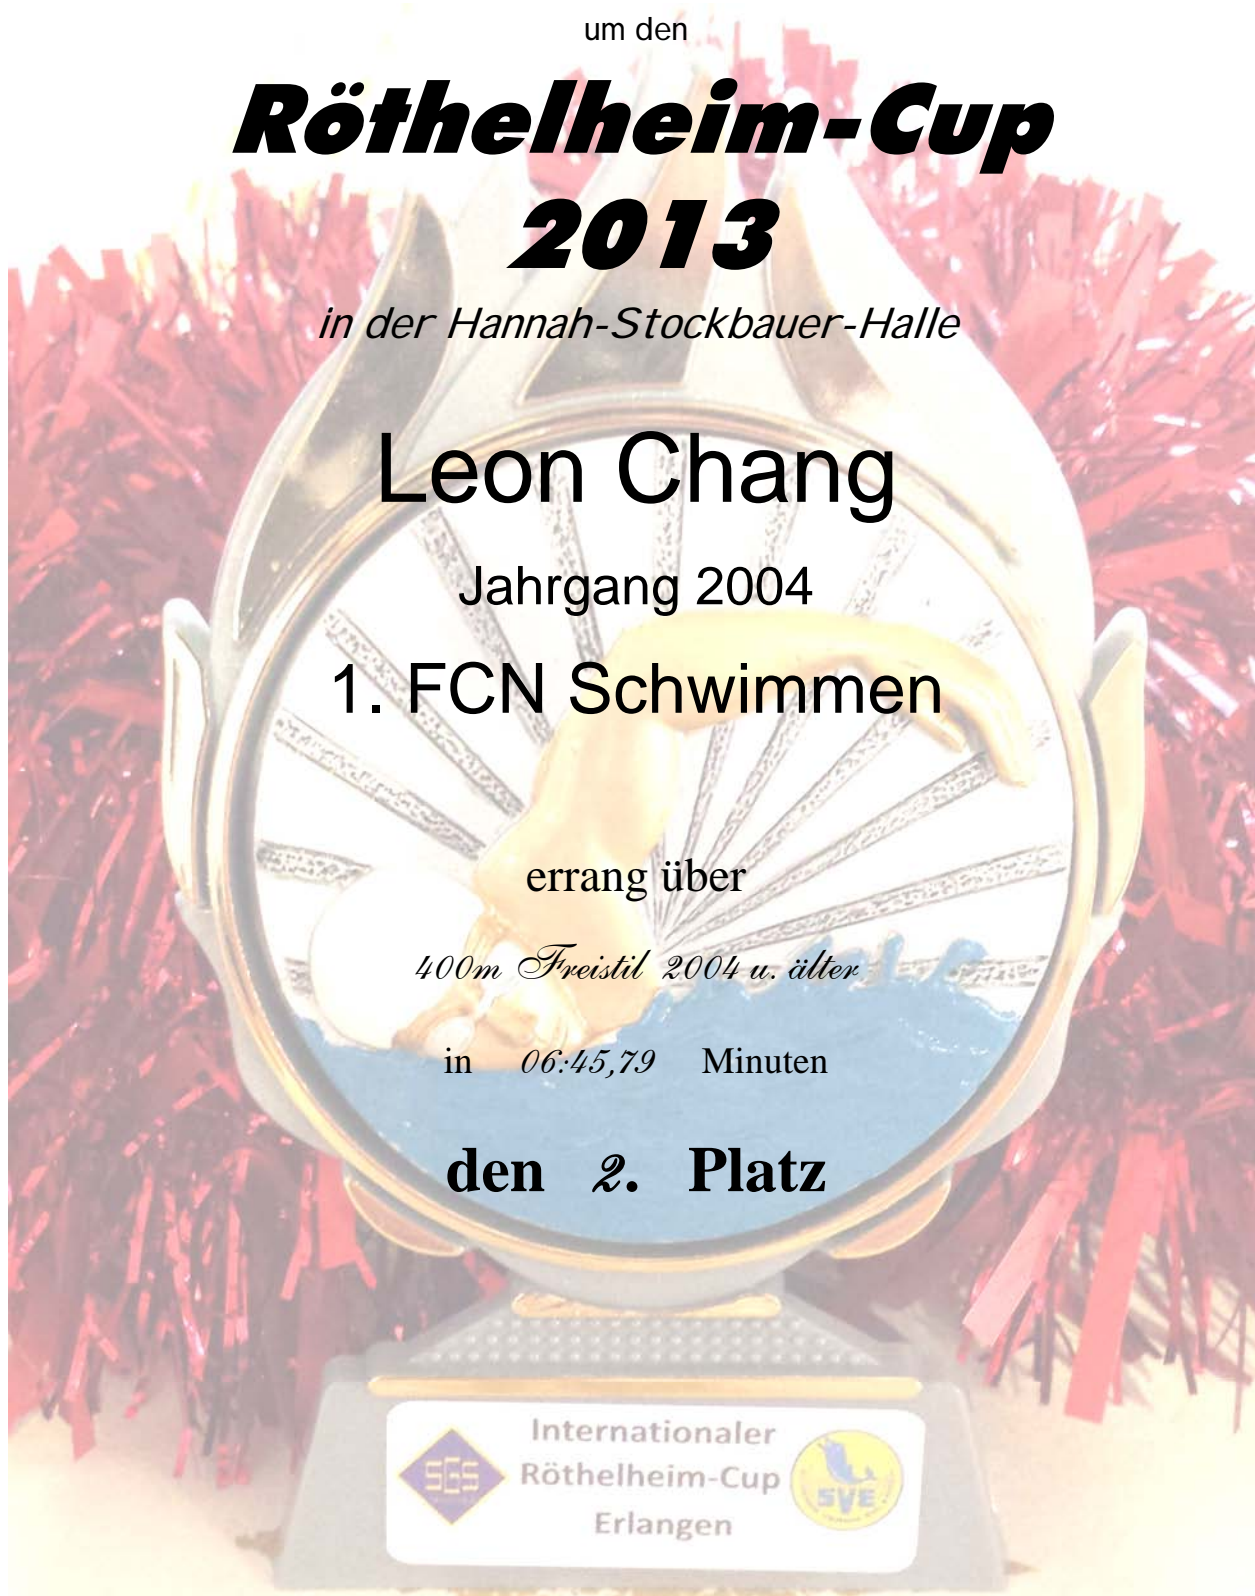 um den
Röthelheim-Cup
2013
in der Hannah-Stockbauer-Halle
Leon Chang
Jahrgang 2004
1. FCN Schwimmen
errang über
400m Freistil 2004 u. älter
in 06:45,79 Minuten
den 2. Platz
Internationaler
SGS Röthelheim-Cup SVE
Erlangen